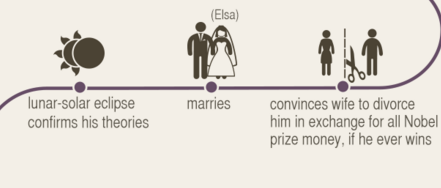 (Elsa)
lunar-solar eclipse
confirms his theories
marries
convinces wife to divorce
him in exchange for all Nobel
prize money, if he ever wins